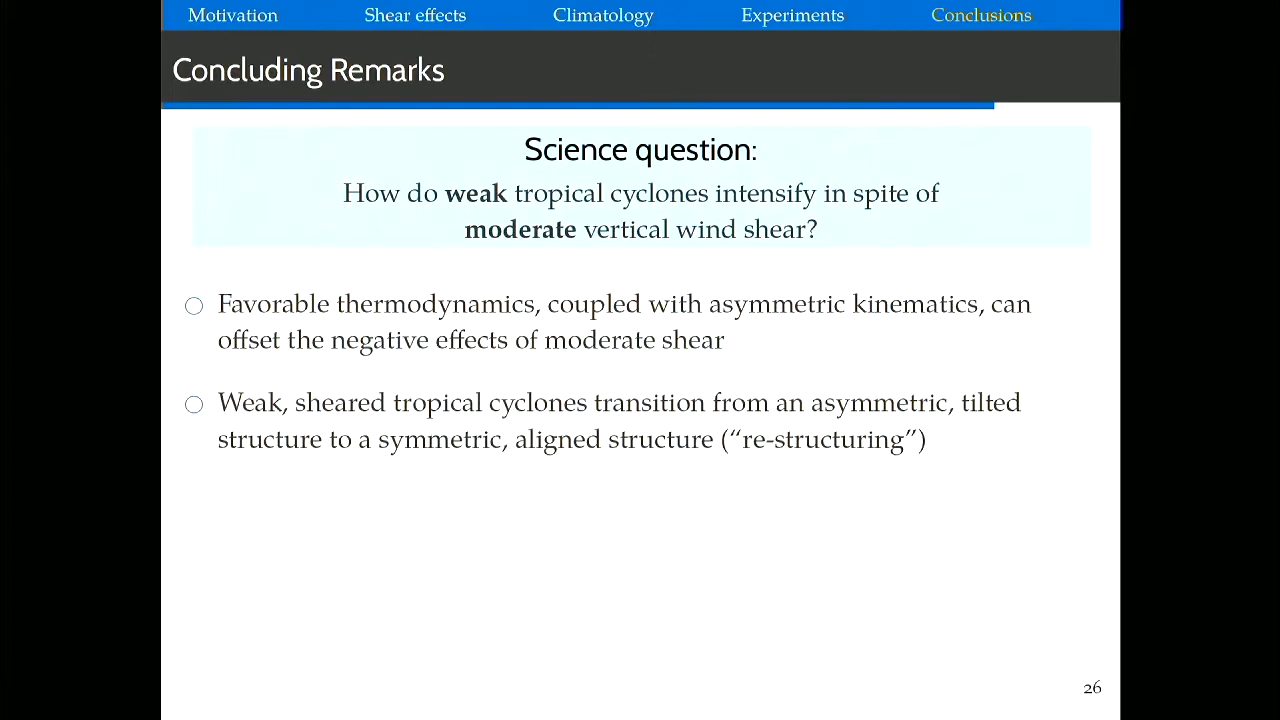 Motivation Shear effects Climatology Experiments Conclusions
Concluding Remarks
Science question:
How do weak tropical cyclones intensify in spite of
moderate vertical wind shear?
Favorable thermodynamics, coupled with asymmetric kinematics, can
offset the negative effects of moderate shear
Weak, sheared tropical cyclones transition from an asymmetric, tilted
structure to a symmetric, aligned structure (“re-structuring”)
26